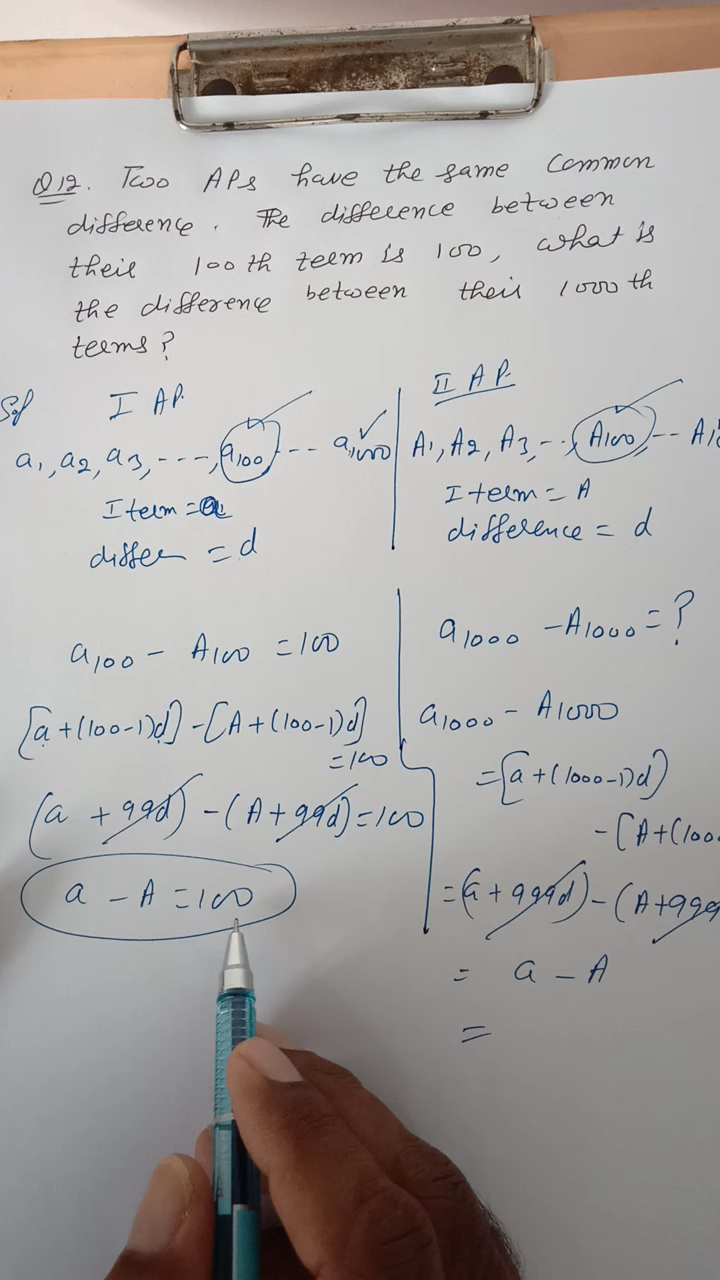 Q12. Two APs have the same Common
difference. The difference between
their 100th term is 100, what is
the difference between their 1000th
terms?
Sol I AP.
a1, a2, a3, ---, a100 --- a1000
I term = a
differ = d
II AP.
A1, A2, A3, --, A100, -- A10
I term = A
difference = d
a100 - A100 = 100
[a+(100-1)d] - [A+(100-1)d]
= 100
(a + 99d) - (A+99d) = 100
a - A = 100
a1000 - A1000 = ?
a1000 - A1000
= [a+(1000-1)d]
- [A+(100
= (a + 999d) - (A+999
= a - A
=